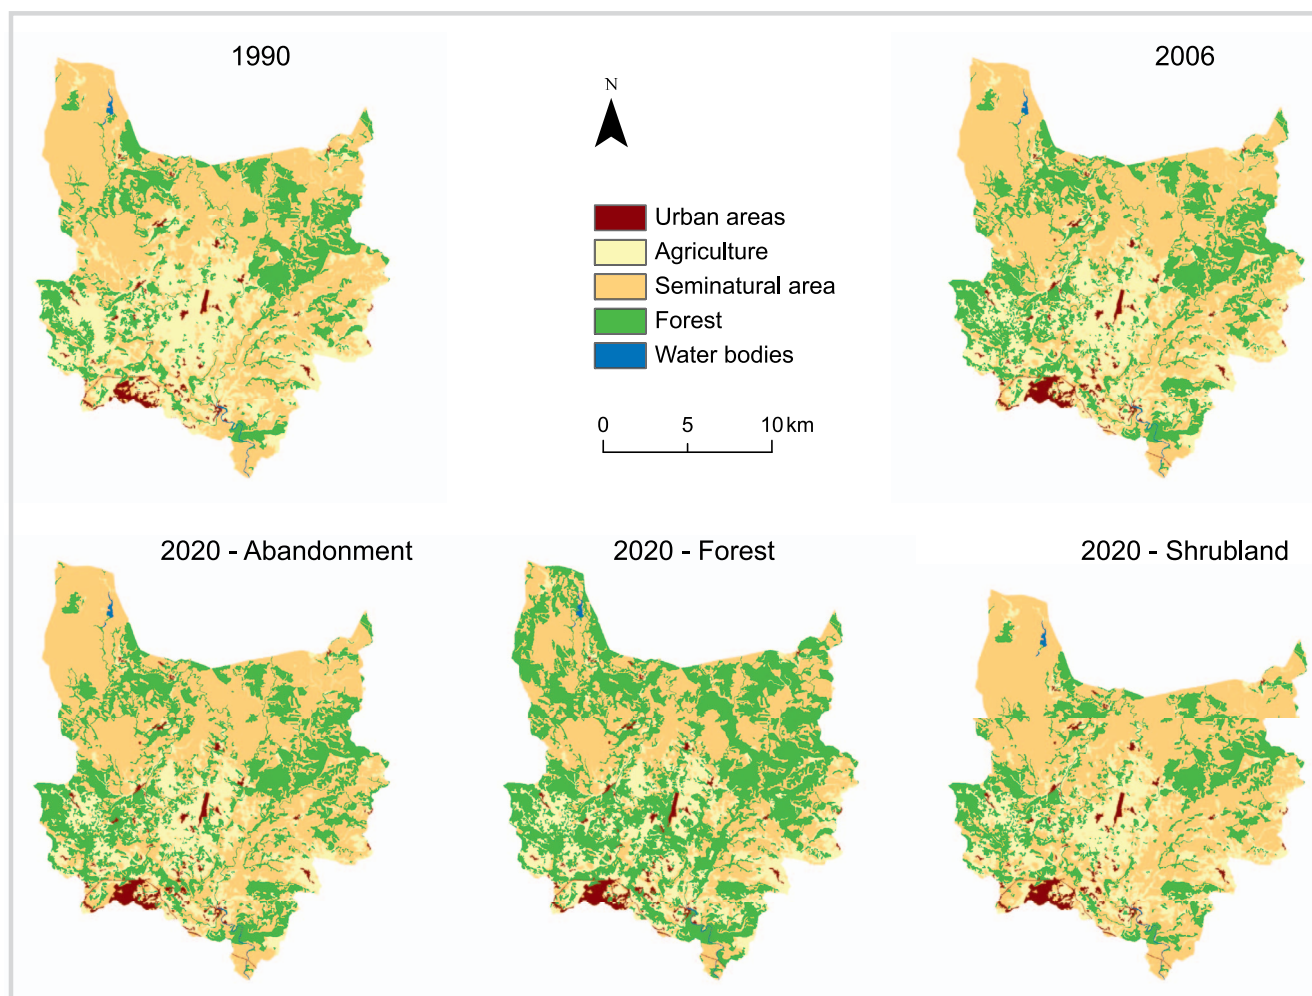 1990
2006
N
Urban areas
Agriculture
Seminatural area
Forest
Water bodies
0 5 10 km
2020 - Abandonment
2020 - Forest
2020 - Shrubland